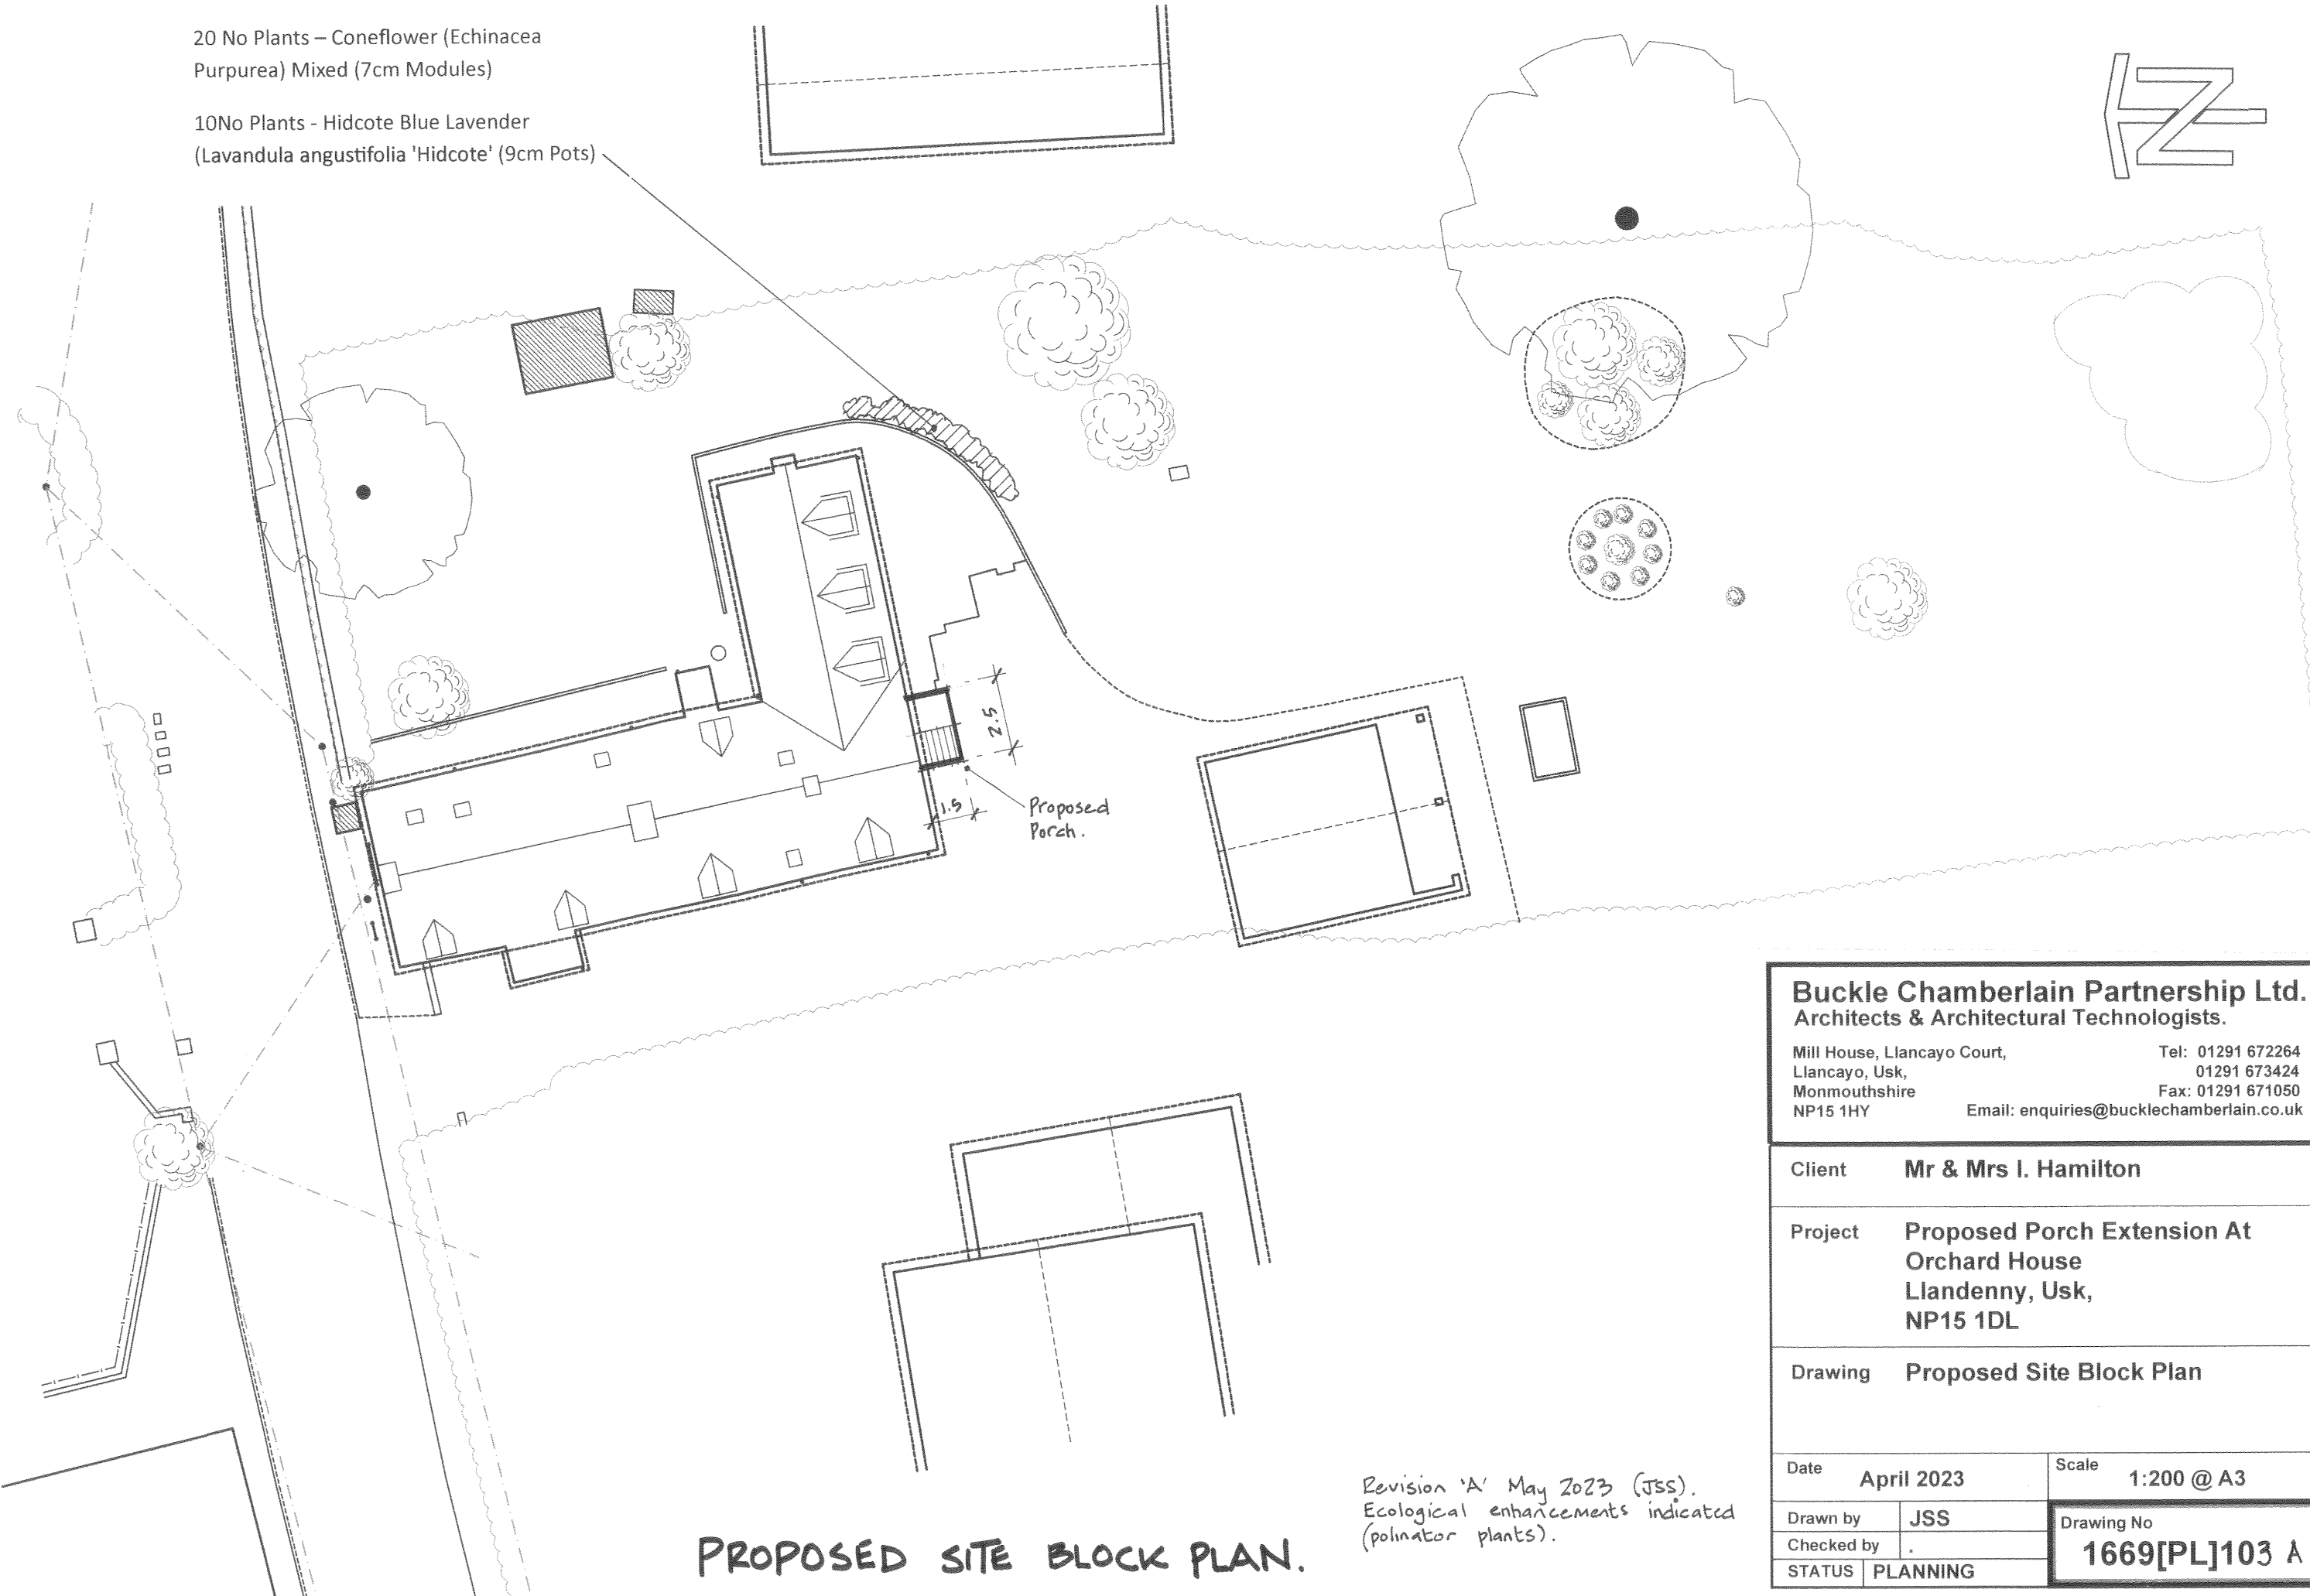 20 No Plants – Coneflower (Echinacea
Purpurea) Mixed (7cm Modules)
10No Plants - Hidcote Blue Lavender
(Lavandula angustifolia 'Hidcote' (9cm Pots)
N
2.5
1.5
Proposed
Porch.
Buckle Chamberlain Partnership Ltd.
Architects & Architectural Technologists.
Mill House, Llancayo Court,
Llancayo, Usk,
Monmouthshire
NP15 1HY
Tel: 01291 672264
01291 673424
Fax: 01291 671050
Email: enquiries@bucklechamberlain.co.uk
Client Mr & Mrs I. Hamilton
Project Proposed Porch Extension At
Orchard House
Llandenny, Usk,
NP15 1DL
Drawing Proposed Site Block Plan
Date April 2023
Scale 1:200 @ A3
Drawn by JSS
Checked by .
STATUS PLANNING
Drawing No
1669[PL]103 A
Revision 'A' May 2023 (JSS).
Ecological enhancements indicated
(polinator plants).
PROPOSED SITE BLOCK PLAN.